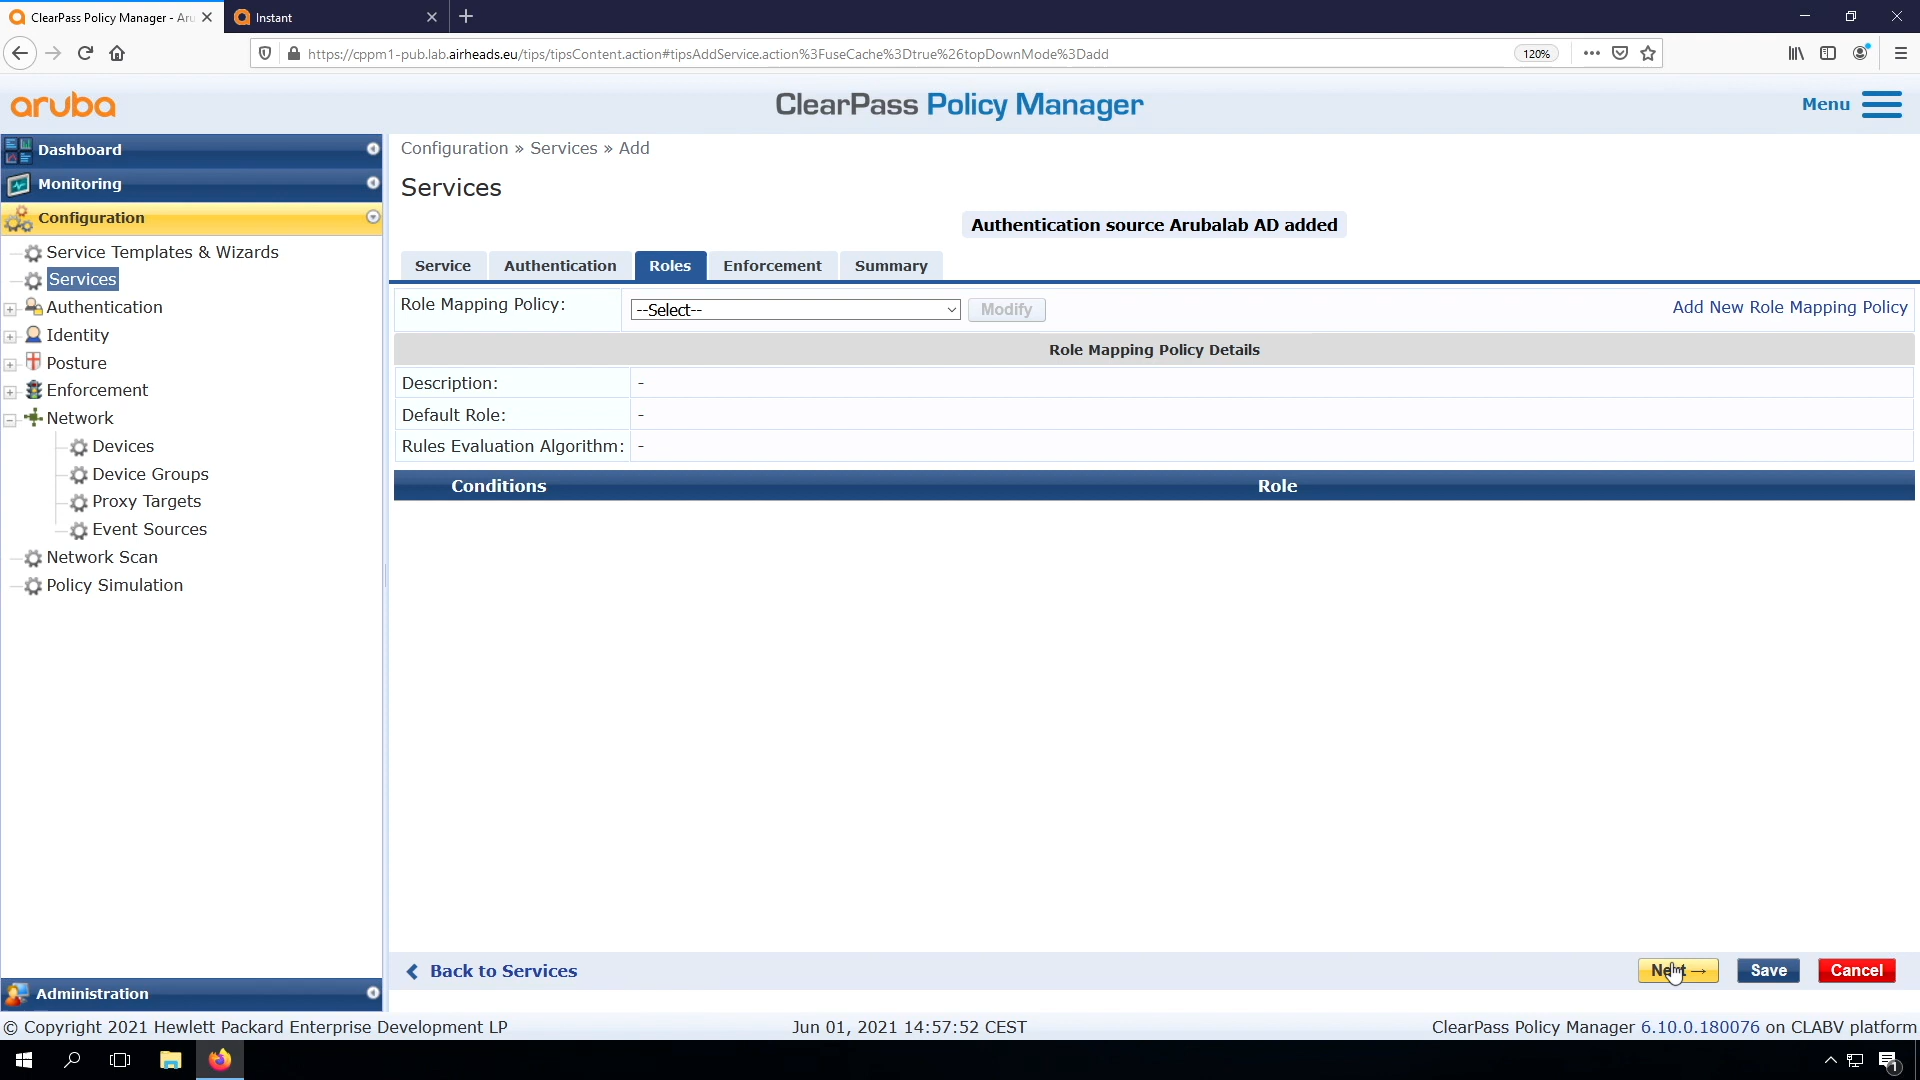 ClearPass Policy Manager - Aru
Instant
https://cppm1-pub.lab.airheads.eu/tips/tipsContent.action#tipsAddService.action%3FuseCache%3Dtrue%26topDownMode%3Dadd
120%
aruba
ClearPass Policy Manager
Menu
Dashboard
Monitoring
Configuration
Service Templates & Wizards
Services
Authentication
Identity
Posture
Enforcement
Network
Devices
Device Groups
Proxy Targets
Event Sources
Network Scan
Policy Simulation
Administration
Configuration » Services » Add
Services
Authentication source Arubalab AD added
Service Authentication Roles Enforcement Summary
Role Mapping Policy: --Select-- Modify Add New Role Mapping Policy
Role Mapping Policy Details
Description: -
Default Role: -
Rules Evaluation Algorithm: -
Conditions Role
Back to Services
Next → Save Cancel
© Copyright 2021 Hewlett Packard Enterprise Development LP Jun 01, 2021 14:57:52 CEST ClearPass Policy Manager 6.10.0.180076 on CLABV platform
1